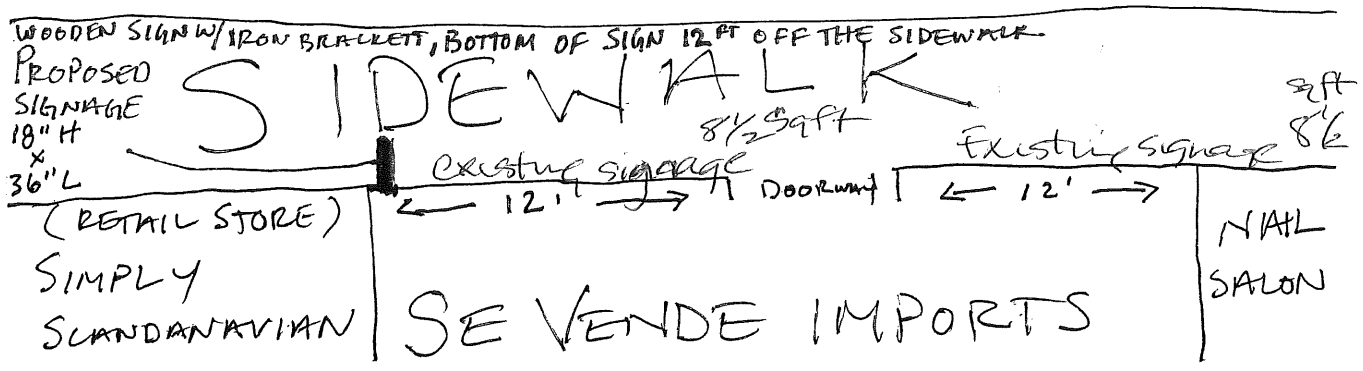 WOODEN SIGN W/IRON BRACKETT, BOTTOM OF SIGN 12FT OFF THE SIDEWALK
PROPOSED
SIGNAGE
18" H
x
36" L
SIDEWALK
8½ sqft
existing signage
Existing signage
sqft
8½
← 12' →
DOORWAY
← 12' →
(RETAIL STORE)
SIMPLY
SCANDANAVIAN
SE VENDE IMPORTS
NAIL
SALON